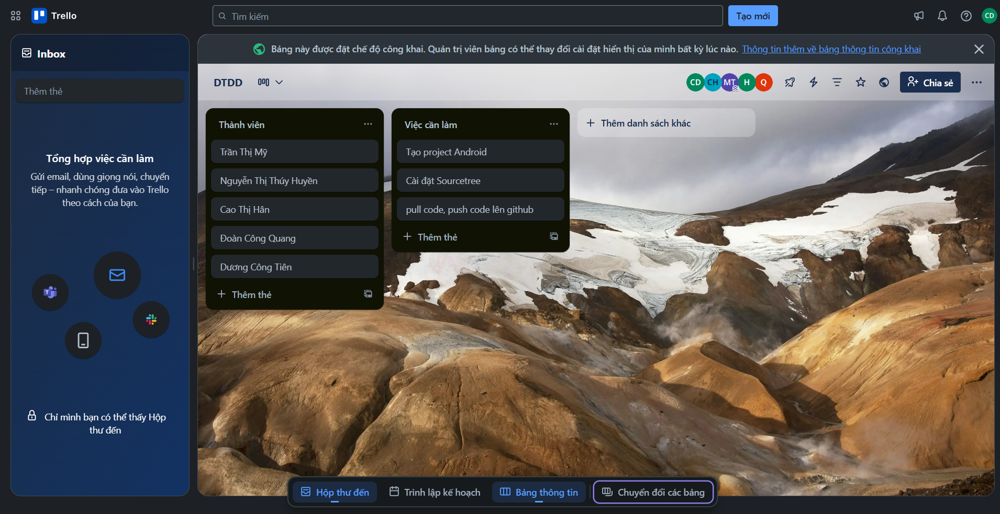 Trello
Tìm kiếm
Tạo mới
CD
Inbox
Thêm thẻ
Tổng hợp việc cần làm
Gửi email, dùng giọng nói, chuyển
tiếp – nhanh chóng đưa vào Trello
theo cách của bạn.
Chỉ mình bạn có thể thấy Hộp
thư đến
Bảng này được đặt chế độ công khai. Quản trị viên bảng có thể thay đổi cài đặt hiển thị của mình bất kỳ lúc nào. Thông tin thêm về bảng thông tin công khai
DTDD
CD CH MT H Q
Chia sẻ
Thành viên
Trần Thị Mỹ
Nguyễn Thị Thúy Huyền
Cao Thị Hân
Đoàn Công Quang
Dương Công Tiên
Thêm thẻ
Việc cần làm
Tạo project Android
Cài đặt Sourcetree
pull code, push code lên github
Thêm thẻ
Thêm danh sách khác
Hộp thư đến
Trình lập kế hoạch
Bảng thông tin
Chuyển đổi các bảng